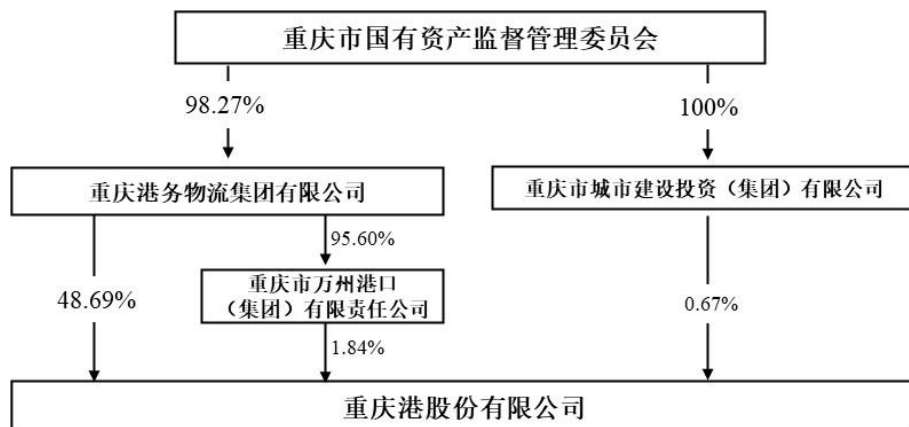 重庆市国有资产监督管理委员会
98.27%
100%
重庆港务物流集团有限公司
重庆市城市建设投资（集团）有限公司
95.60%
重庆市万州港口
（集团）有限责任公司
48.69%
0.67%
1.84%
重庆港股份有限公司